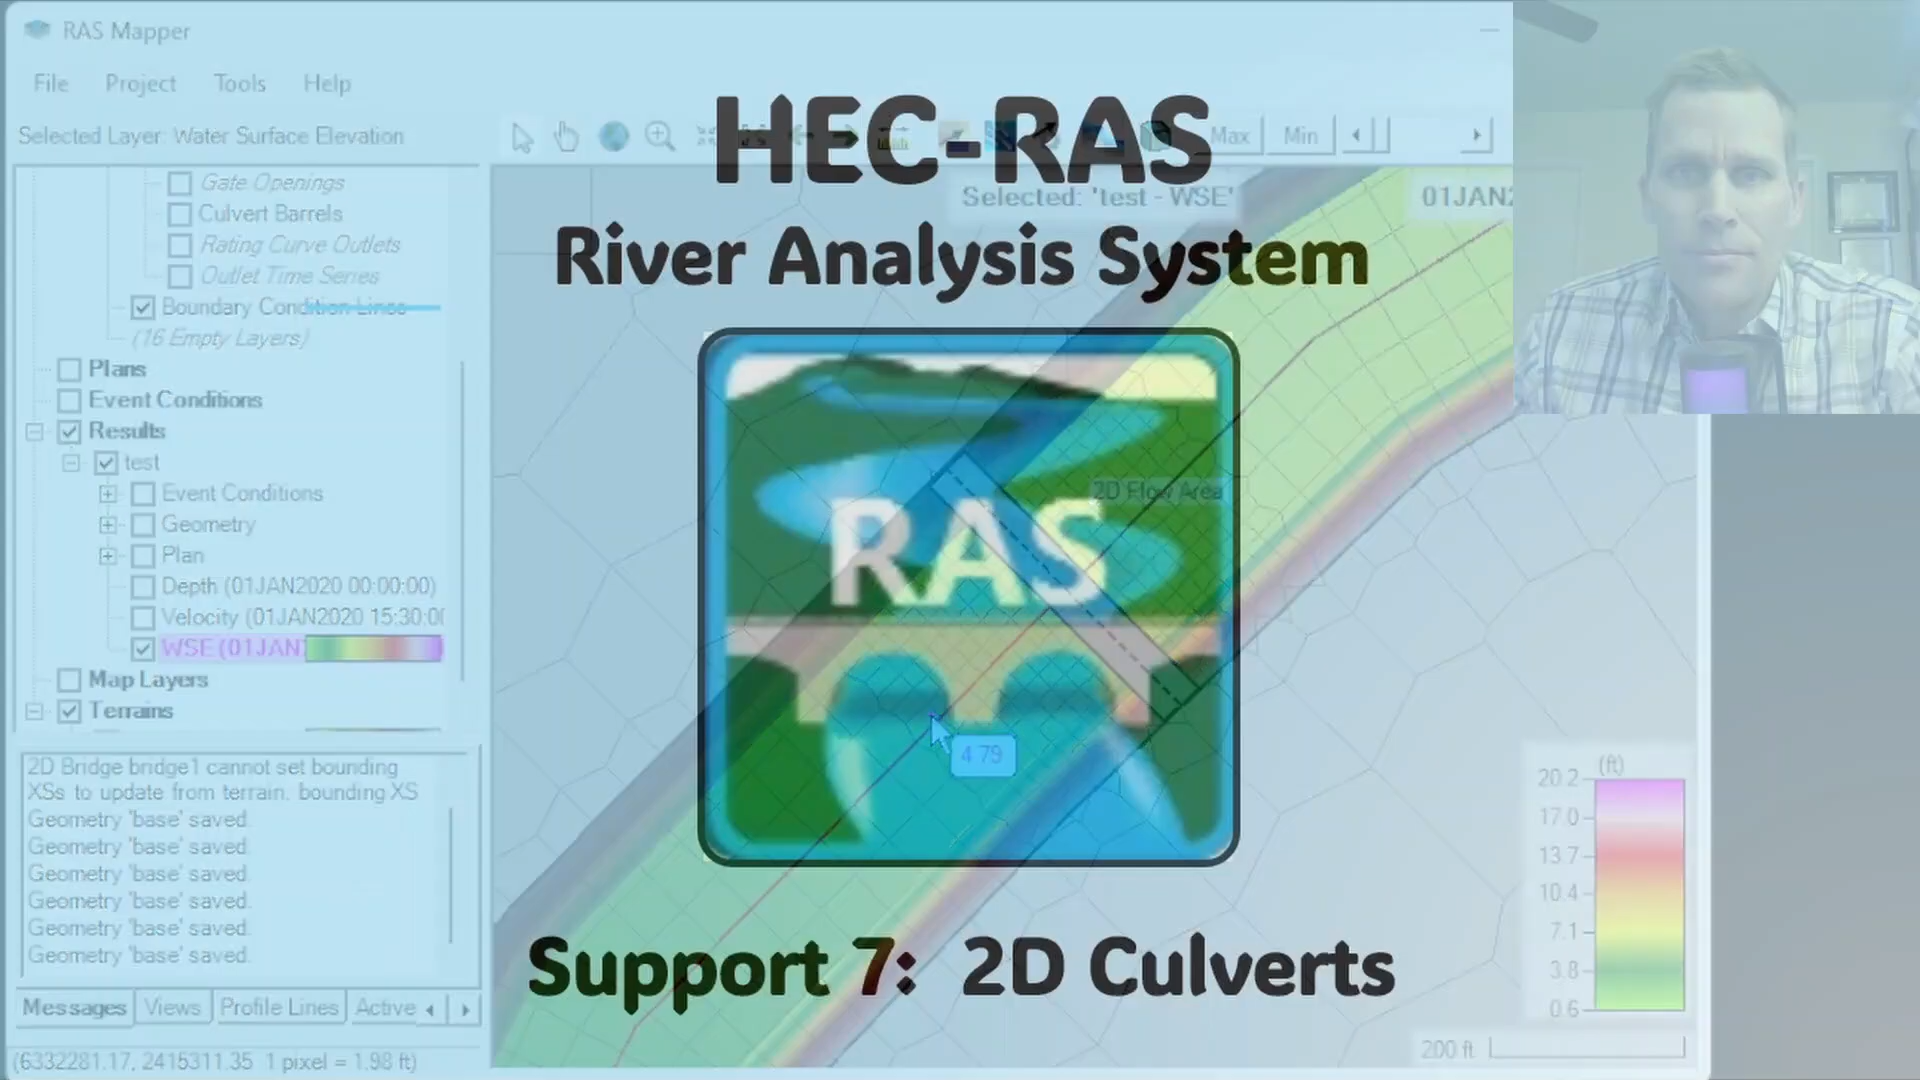 RAS Mapper
File Project Tools Help
Selected Layer: Water Surface Elevation
Max Min
HEC-RAS
River Analysis System
Selected: 'test - WSE'
01JAN2
Gate Openings
Culvert Barrels
Rating Curve Outlets
Outlet Time Series
Boundary Condition Lines
(16 Empty Layers)
Plans
Event Conditions
Results
test
Event Conditions
Geometry
Plan
Depth (01JAN2020 00:00:00)
Velocity (01JAN2020 15:30:00
WSE (01JAN
Map Layers
Terrains
2D Flow Area
RAS
4.79
2D Bridge bridge1 cannot set bounding
XSs to update from terrain. bounding XS
Geometry 'base' saved.
Geometry 'base' saved.
Geometry 'base' saved.
Geometry 'base' saved.
Geometry 'base' saved.
Geometry 'base' saved.
Messages Views Profile Lines Active
(6332281.17, 2415311.35 1 pixel = 1.98 ft)
Support 7: 2D Culverts
(ft)
20.2
17.0
13.7
10.4
7.1
3.8
0.6
200 ft